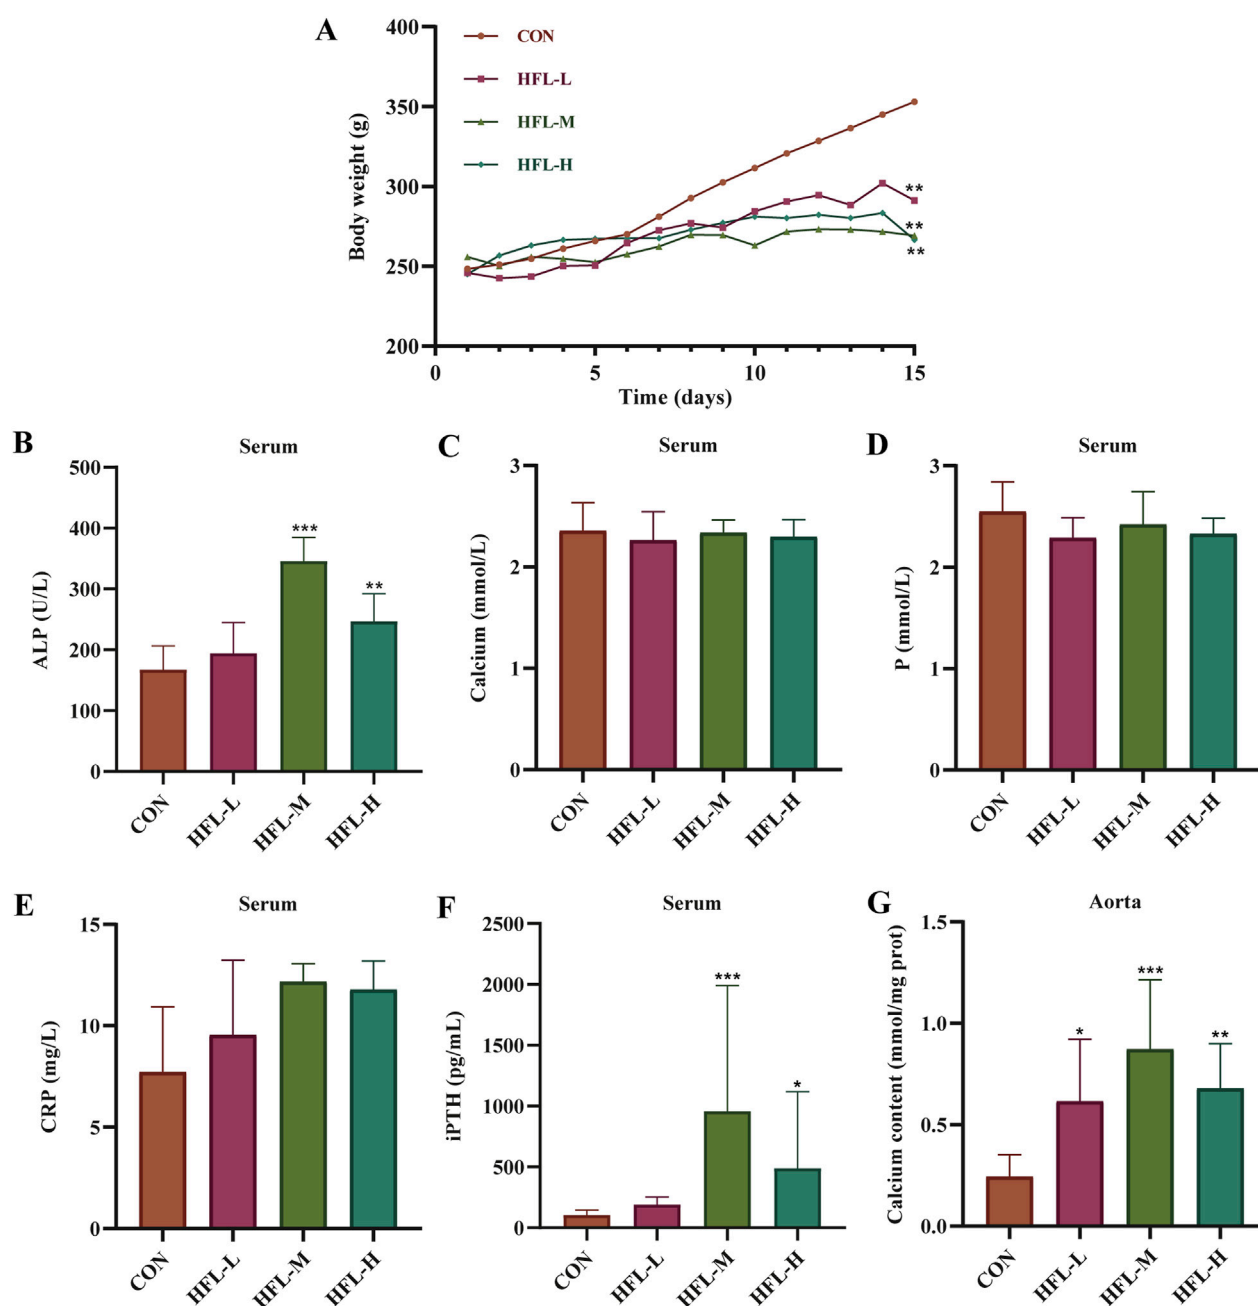 A
400
350
300
250
200
Body weight (g)
CON
HFL-L
HFL-M
HFL-H
**
**
**
0
5
10
15
Time (days)
B
Serum
500
400
300
200
100
0
ALP (U/L)
***
**
CON
HFL-L
HFL-M
HFL-H
C
Serum
3
2
1
0
Calcium (mmol/L)
CON
HFL-L
HFL-M
HFL-H
D
Serum
3
2
1
0
P (mmol/L)
CON
HFL-L
HFL-M
HFL-H
E
Serum
15
10
5
0
CRP (mg/L)
CON
HFL-L
HFL-M
HFL-H
F
Serum
2500
2000
1500
1000
500
0
iPTH (pg/mL)
***
*
CON
HFL-L
HFL-M
HFL-H
G
Aorta
1.5
1.0
0.5
0.0
Calcium content (mmol/mg prot)
*
***
**
CON
HFL-L
HFL-M
HFL-H